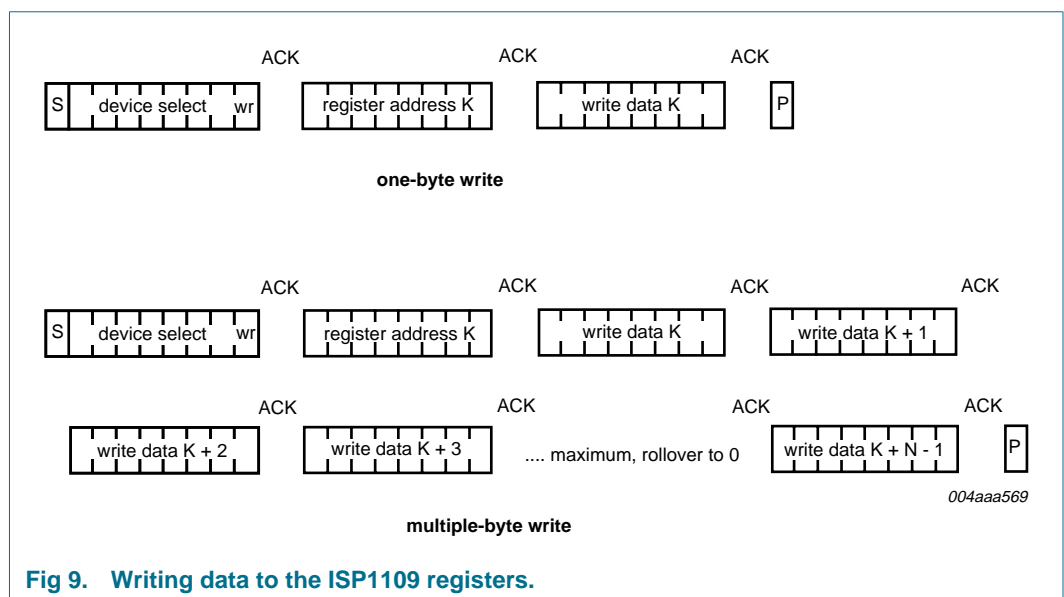 ACK ACK ACK
S device select wr register address K write data K P
one-byte write
ACK ACK ACK ACK
S device select wr register address K write data K write data K + 1
ACK ACK ACK ACK
write data K + 2 write data K + 3 .... maximum, rollover to 0 write data K + N - 1 P
004aaa569
multiple-byte write
Fig 9. Writing data to the ISP1109 registers.